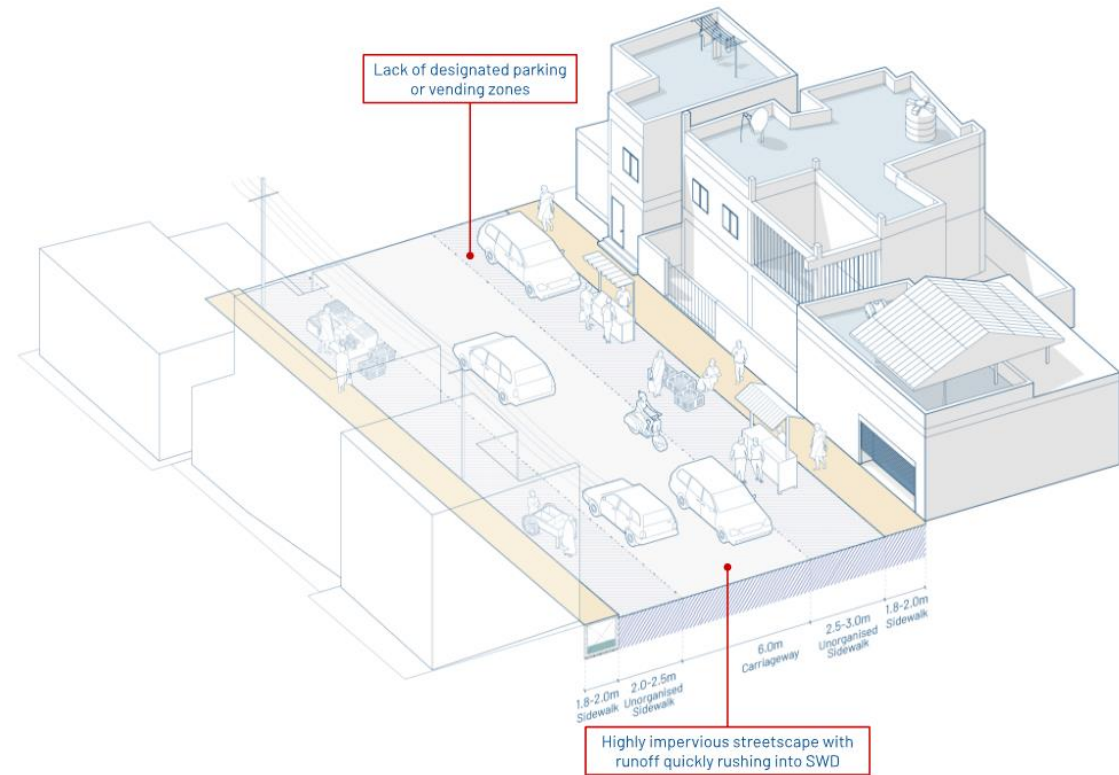 Lack of designated parking
or vending zones
1.8-2.0m
Sidewalk
2.0-2.5m
Unorganised
Sidewalk
6.0m
Carriageway
2.5-3.0m
Unorganised
Sidewalk
1.8-2.0m
Sidewalk
Highly impervious streetscape with
runoff quickly rushing into SWD